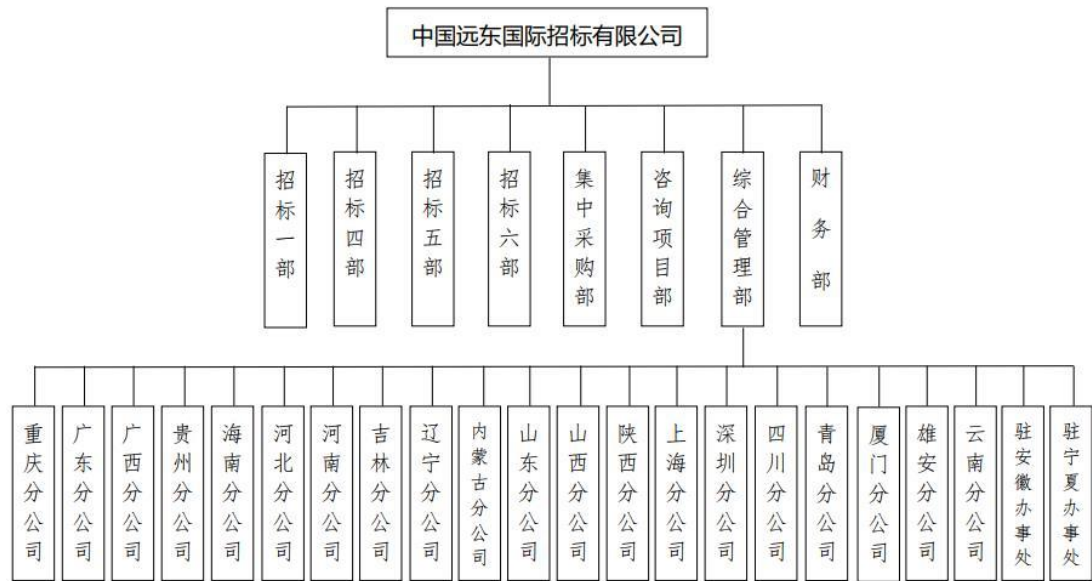 中国远东国际招标有限公司
招标一部
招标四部
招标五部
招标六部
集中采购部
咨询项目部
综合管理部
财务部
重庆分公司
广东分公司
广西分公司
贵州分公司
海南分公司
河北分公司
河南分公司
吉林分公司
辽宁分公司
内蒙古分公司
山东分公司
山西分公司
陕西分公司
上海分公司
深圳分公司
四川分公司
青岛分公司
厦门分公司
雄安分公司
云南分公司
驻安徽办事处
驻宁夏办事处